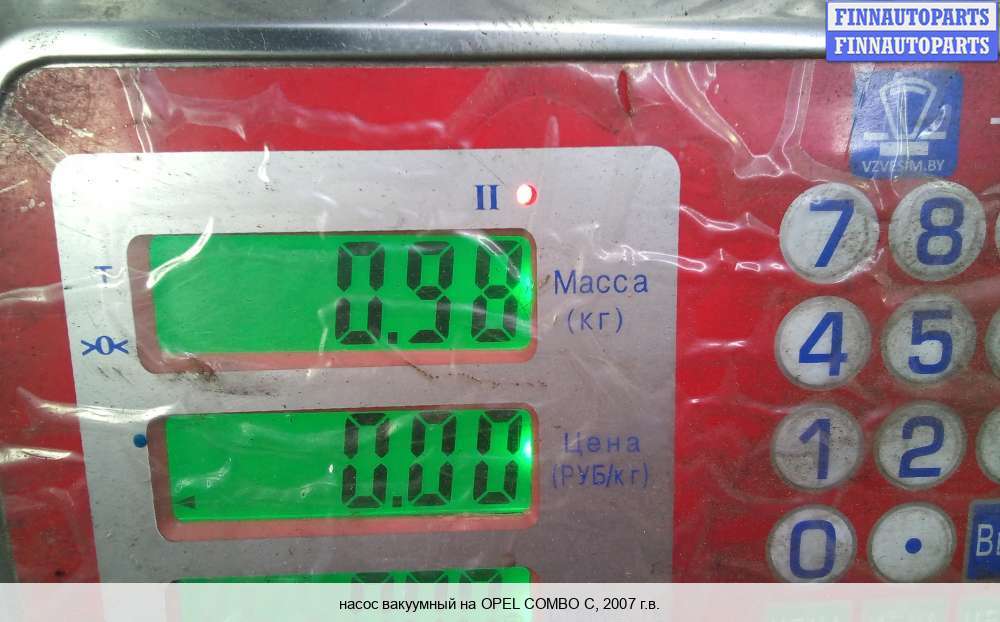 FINNAUTOPARTS
FINNAUTOPARTS
VZVESIM.BY
II
7 8
0.98
Масса
(кг)
>0<
4 5
0.00
Цена
(РУБ/кг)
1 2
0 •
насос вакуумный на OPEL COMBO C, 2007 г.в.